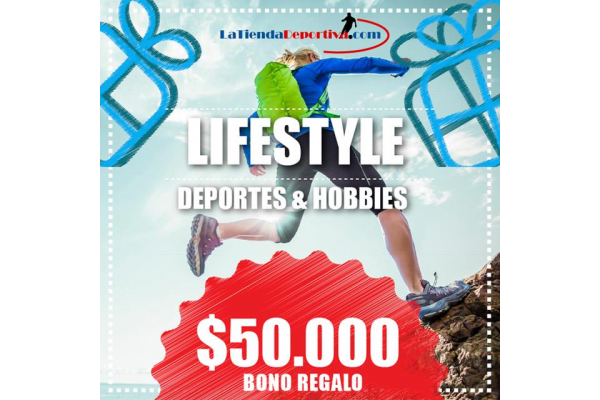 LaTiendaDeportiva.com
LIFESTYLE
DEPORTES & HOBBIES
$50.000
BONO REGALO